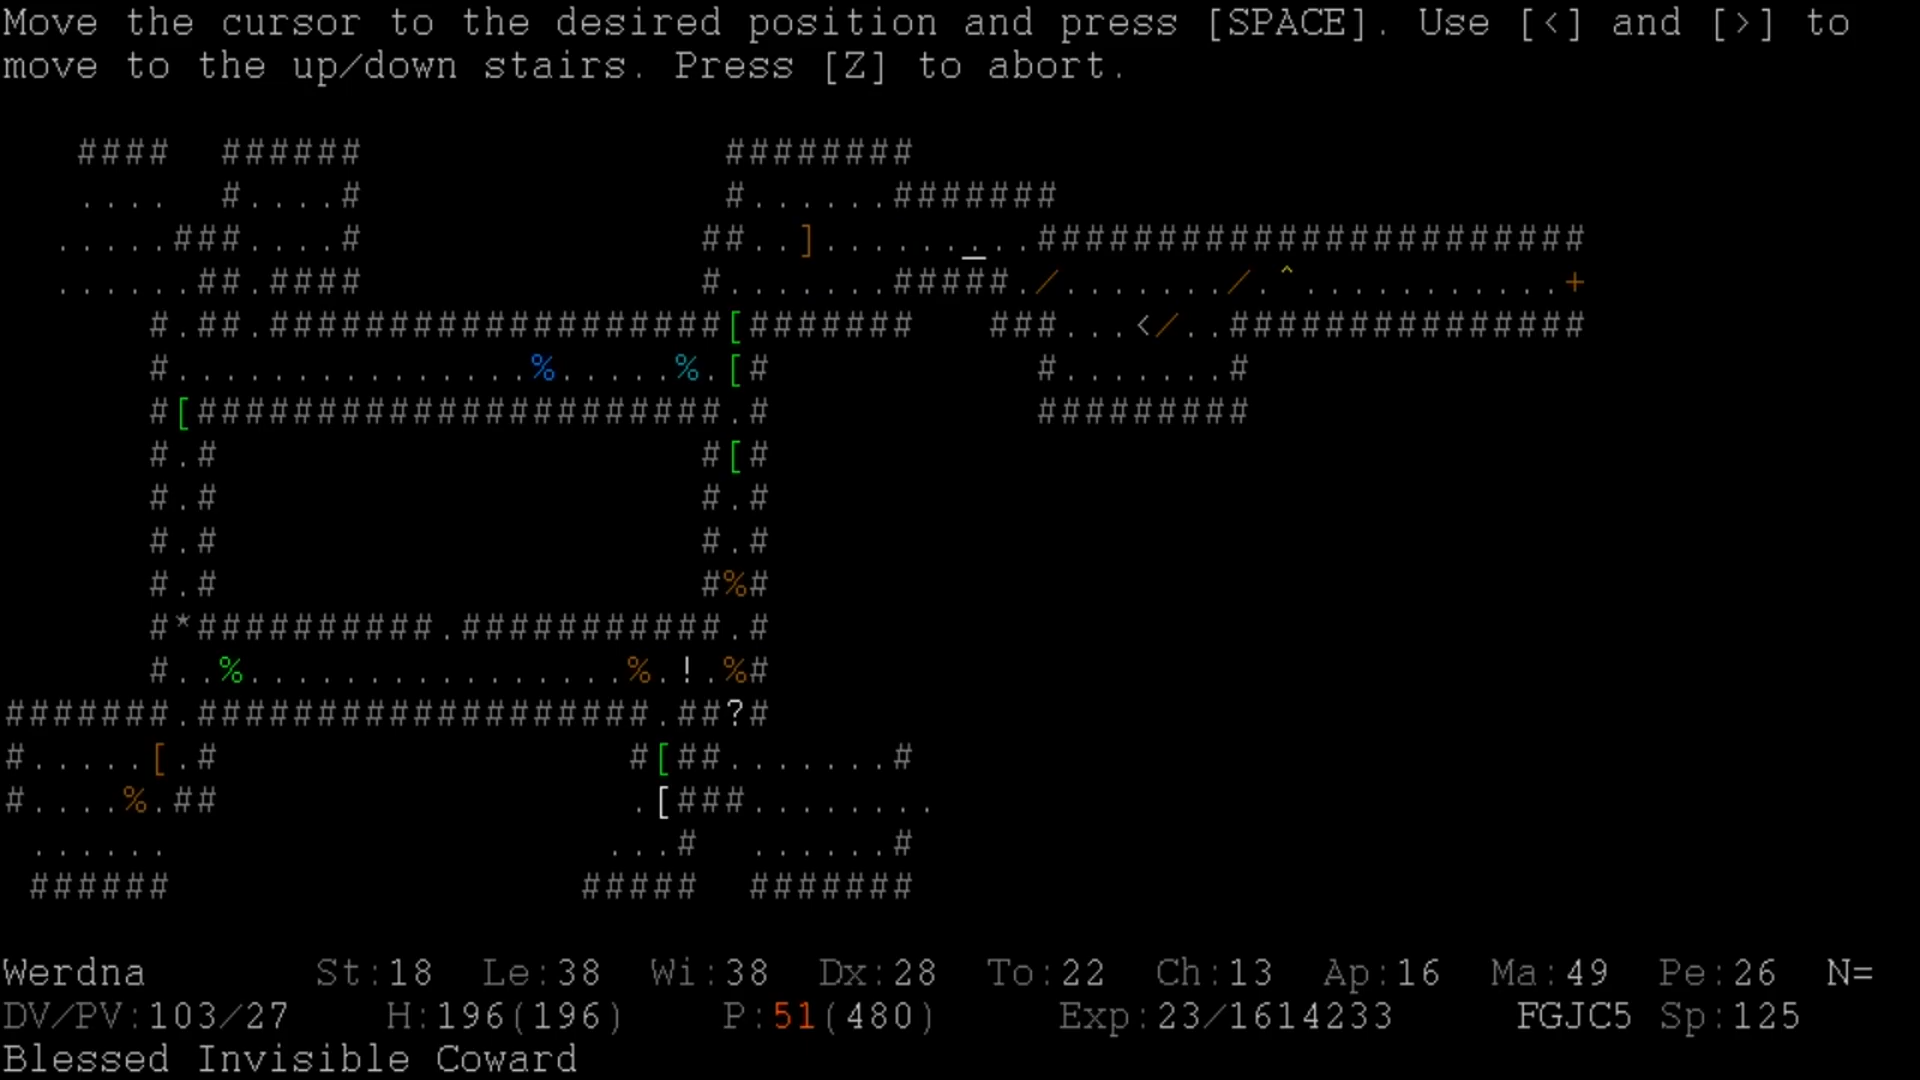 Move the cursor to the desired position and press [SPACE]. Use [<] and [>] to
move to the up/down stairs. Press [Z] to abort.
Werdna St:18 Le:38 Wi:38 Dx:28 To:22 Ch:13 Ap:16 Ma:49 Pe:26 N=
DV/PV:103/27 H:196(196) P:51(480) Exp:23/1614233 FGJC5 Sp:125
Blessed Invisible Coward